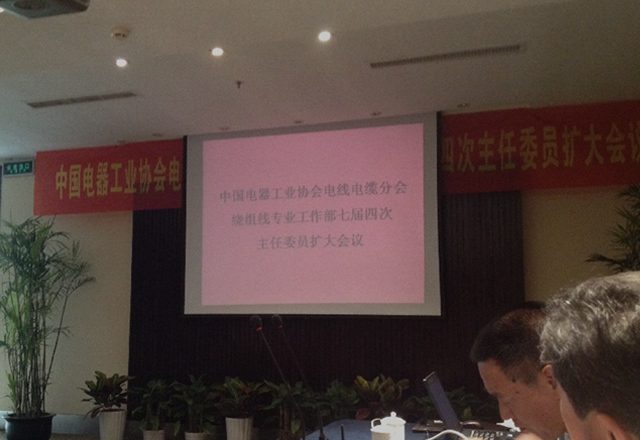 中国电器工业协会电
四次主任委员扩大会议
中国电器工业协会电线电缆分会
绕组线专业工作部七届四次
主任委员扩大会议